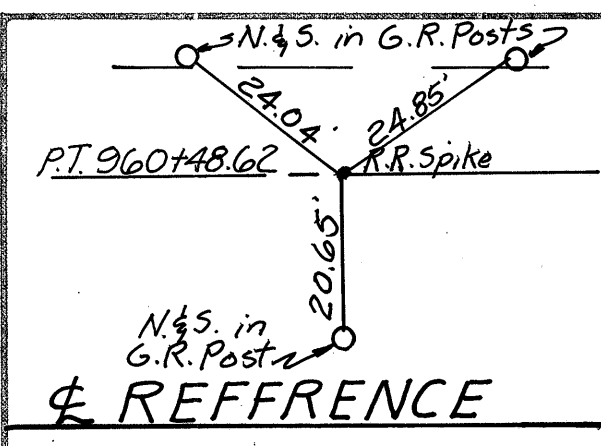 N.&S. in G.R. Posts
24.04'
24.85'
P.T. 960+48.62
R.R. Spike
20.65'
N.&S. in
G.R. Post
℄ REFFRENCE